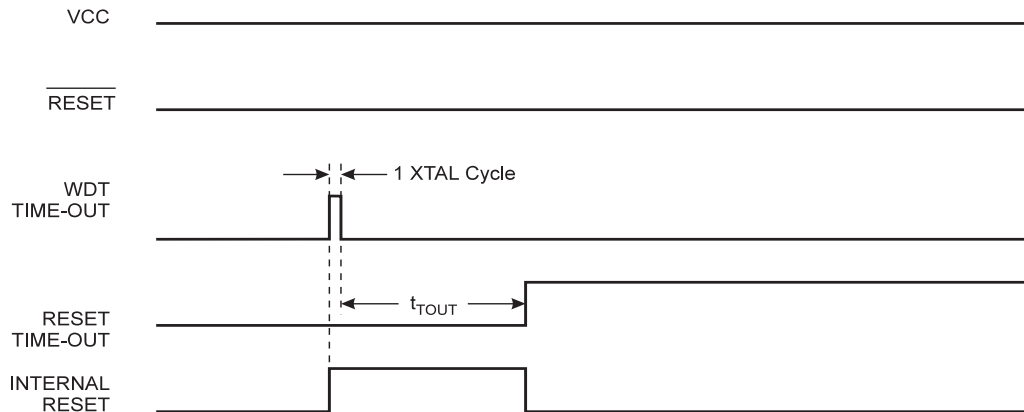 VCC
RESET
1 XTAL Cycle
WDT
TIME-OUT
tTOUT
RESET
TIME-OUT
INTERNAL
RESET